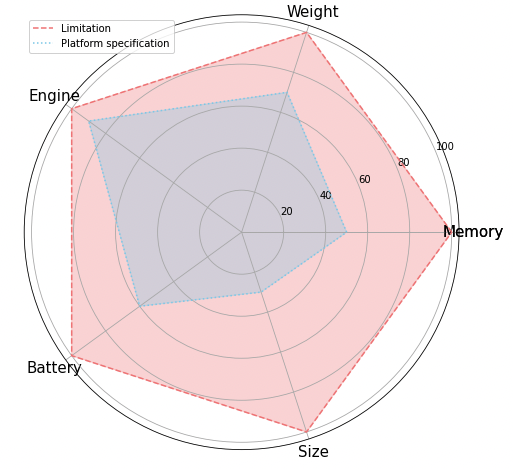 Weight
Limitation
Platform specification
Engine
100
80
60
40
20
Memory
Battery
Size